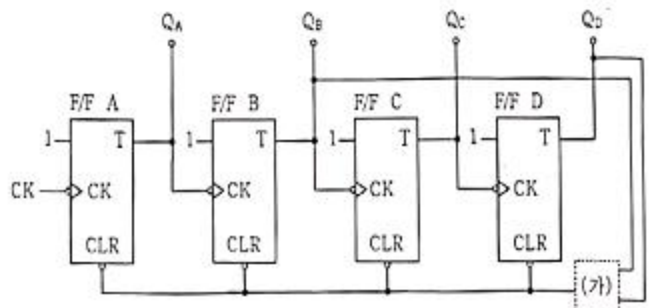 QA QB QC QD
F/F A F/F B F/F C F/F D
1 T 1 T 1 T 1 T
CK CK CK CK CK
CLR CLR CLR CLR
(가)